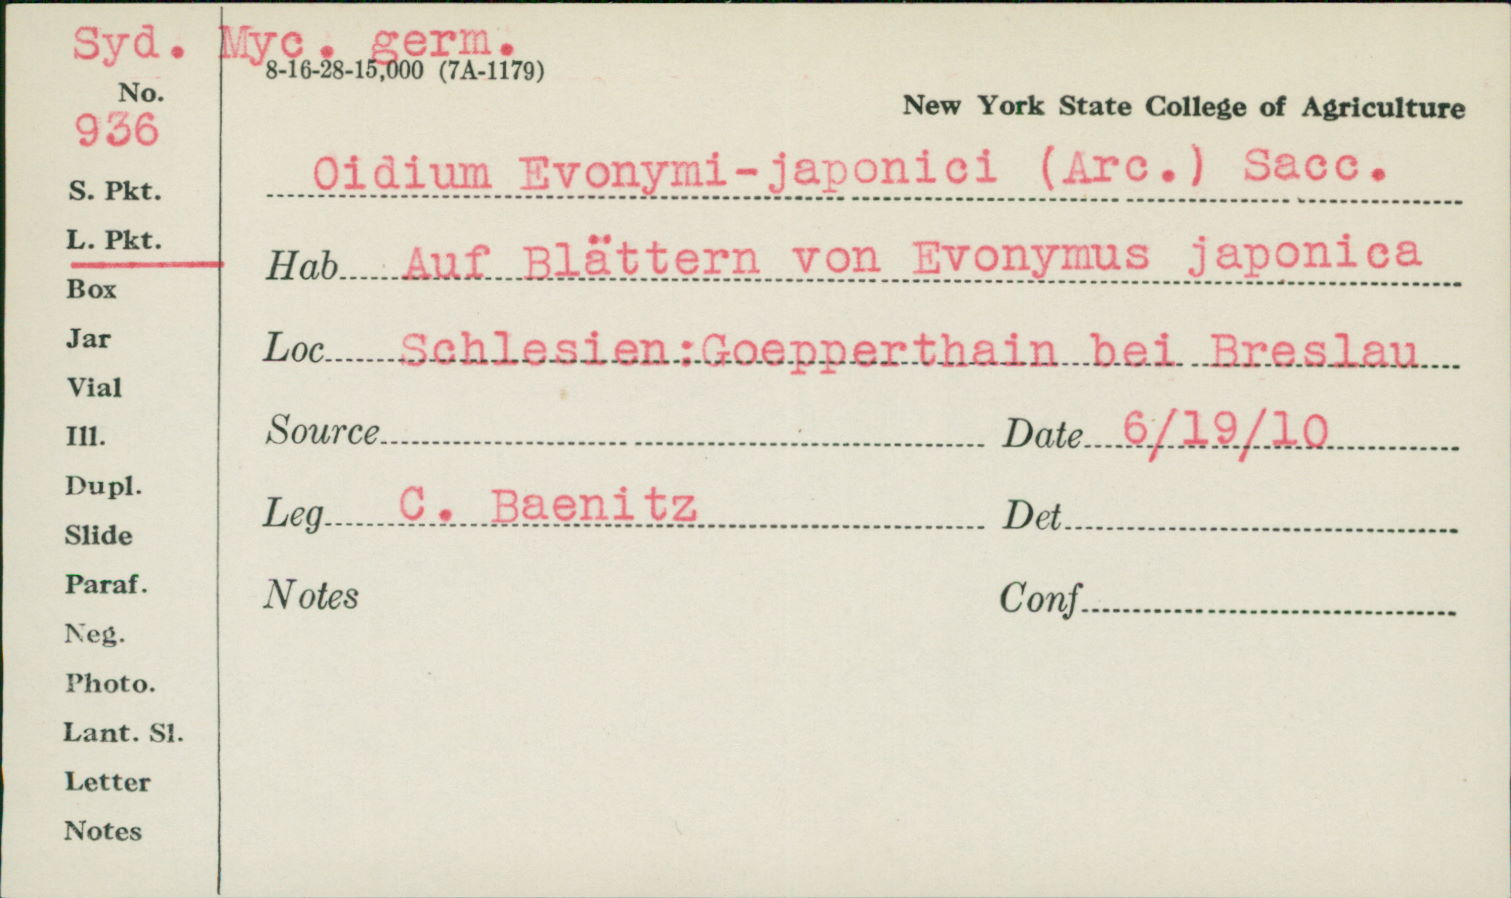 Syd. Myc. germ.
8-16-28-15,000 (7A-1179)
No.
936
New York State College of Agriculture
Oidium Evonymi-japonici (Arc.) Sacc.
S. Pkt.
L. Pkt.
Hab. Auf Blättern von Evonymus japonica
Box
Jar
Loc. Schlesien:Goepperthain bei Breslau
Vial
Ill.
Source Date 6/19/10
Dupl.
Leg. C. Baenitz Det.
Slide
Paraf.
Notes Conf.
Neg.
Photo.
Lant. Sl.
Letter
Notes